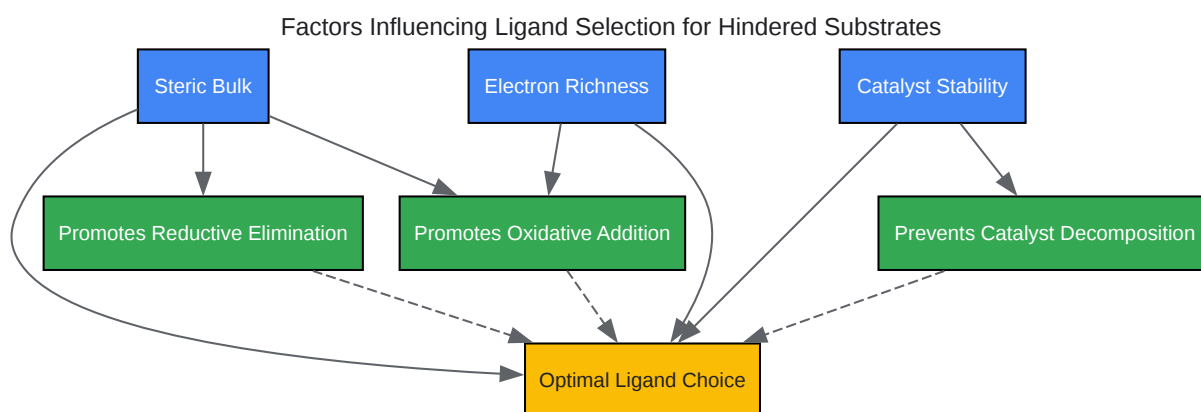 Factors Influencing Ligand Selection for Hindered Substrates
Steric Bulk
Electron Richness
Catalyst Stability
Promotes Reductive Elimination
Promotes Oxidative Addition
Prevents Catalyst Decomposition
Optimal Ligand Choice